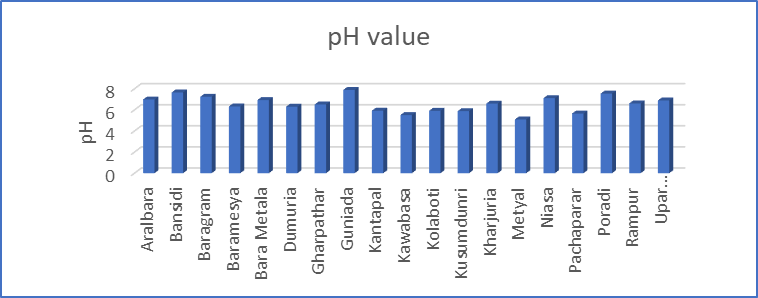 pH value
pH
8
6
4
2
0
Aralbara
Bansidi
Baragram
Baramesya
Bara Metala
Dumuria
Gharpathar
Guniada
Kantapal
Kawabasa
Kolaboti
Kusumdunri
Kharjuria
Metyal
Niasa
Pachaparar
Poradi
Rampur
Upar…